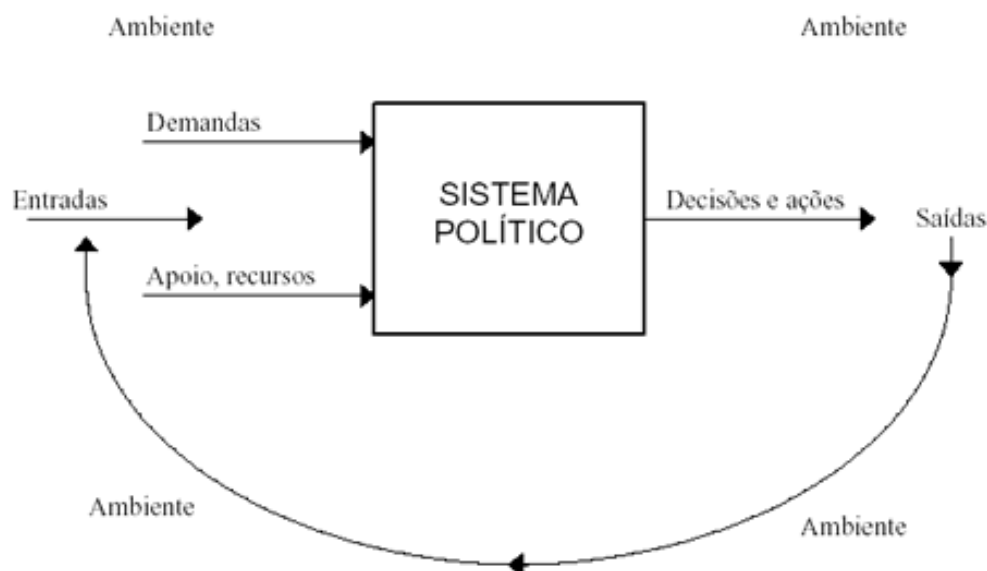 Ambiente
Ambiente
Demandas
Entradas
SISTEMA
POLÍTICO
Decisões e ações
Saídas
Apoio, recursos
Ambiente
Ambiente